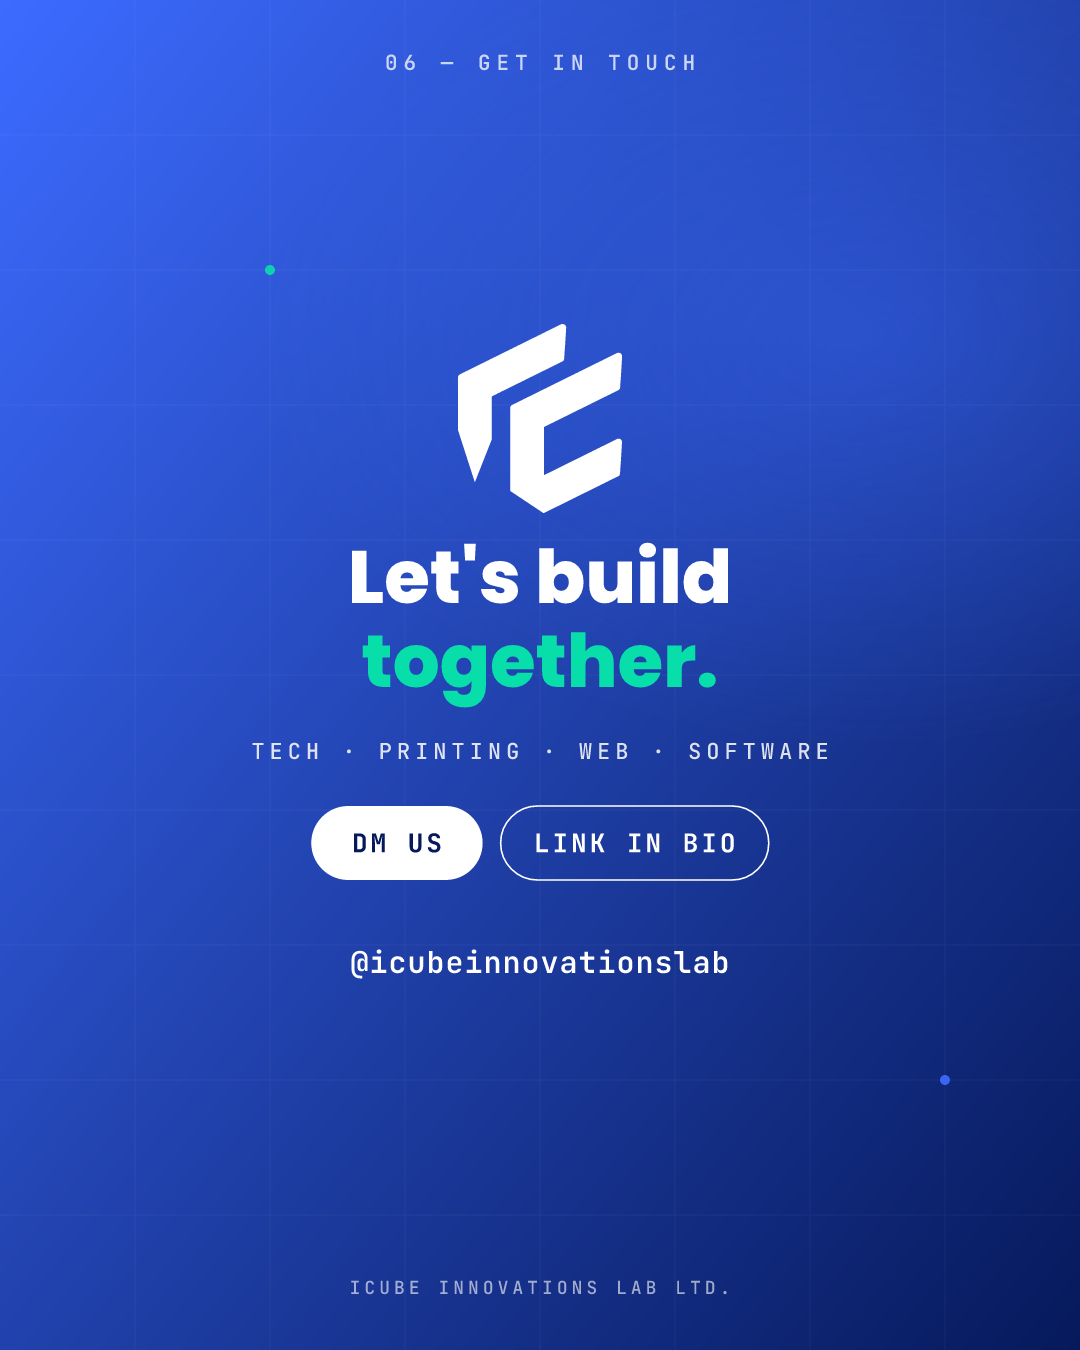 06 — GET IN TOUCH
Let's build
together.
TECH · PRINTING · WEB · SOFTWARE
DM US
LINK IN BIO
@icubeinnovationslab
ICUBE INNOVATIONS LAB LTD.